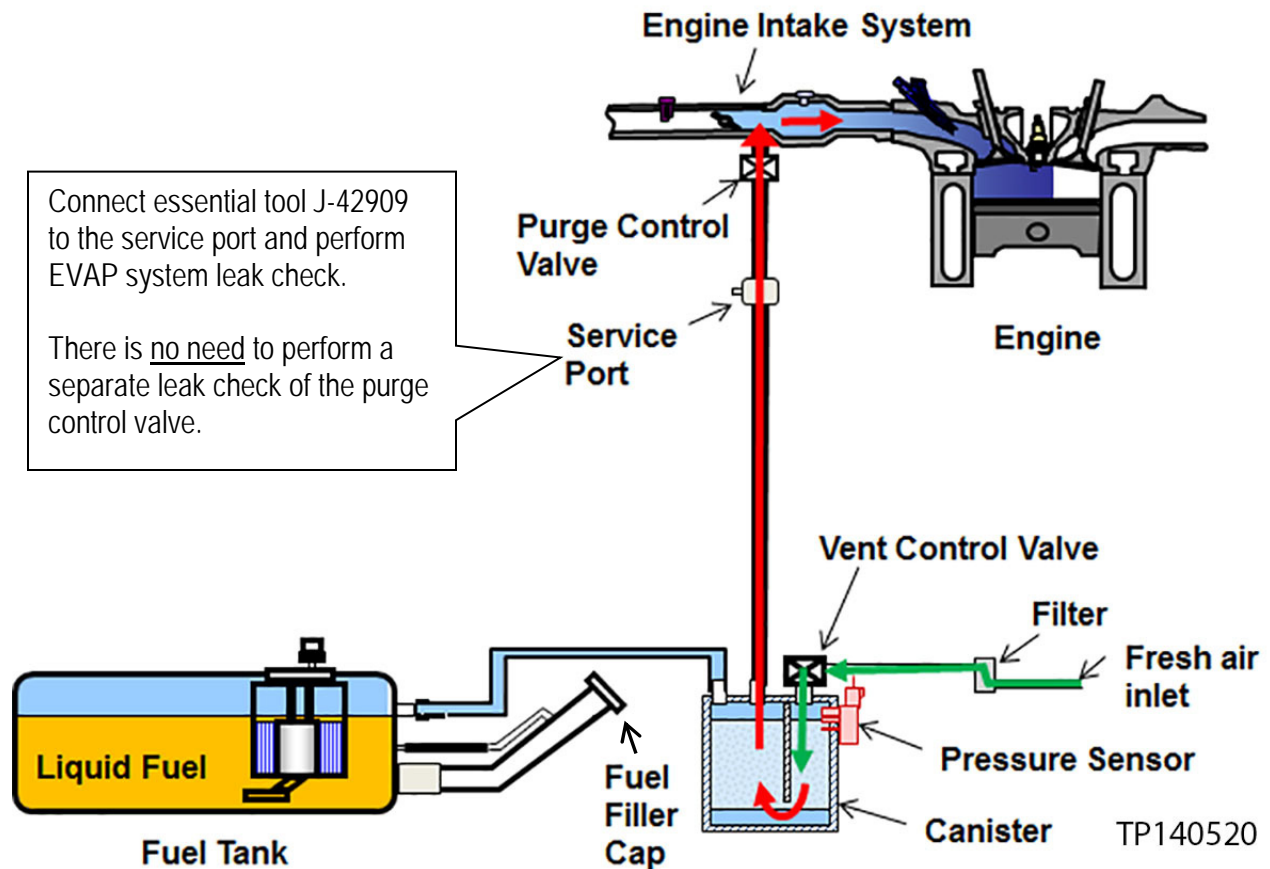 Engine Intake System
Connect essential tool J-42909
to the service port and perform
EVAP system leak check.
There is no need to perform a
separate leak check of the purge
control valve.
Purge Control
Valve
Service
Port
Engine
Vent Control Valve
Filter
Fresh air
inlet
Liquid Fuel
Fuel
Filler
Cap
Pressure Sensor
Canister
TP140520
Fuel Tank